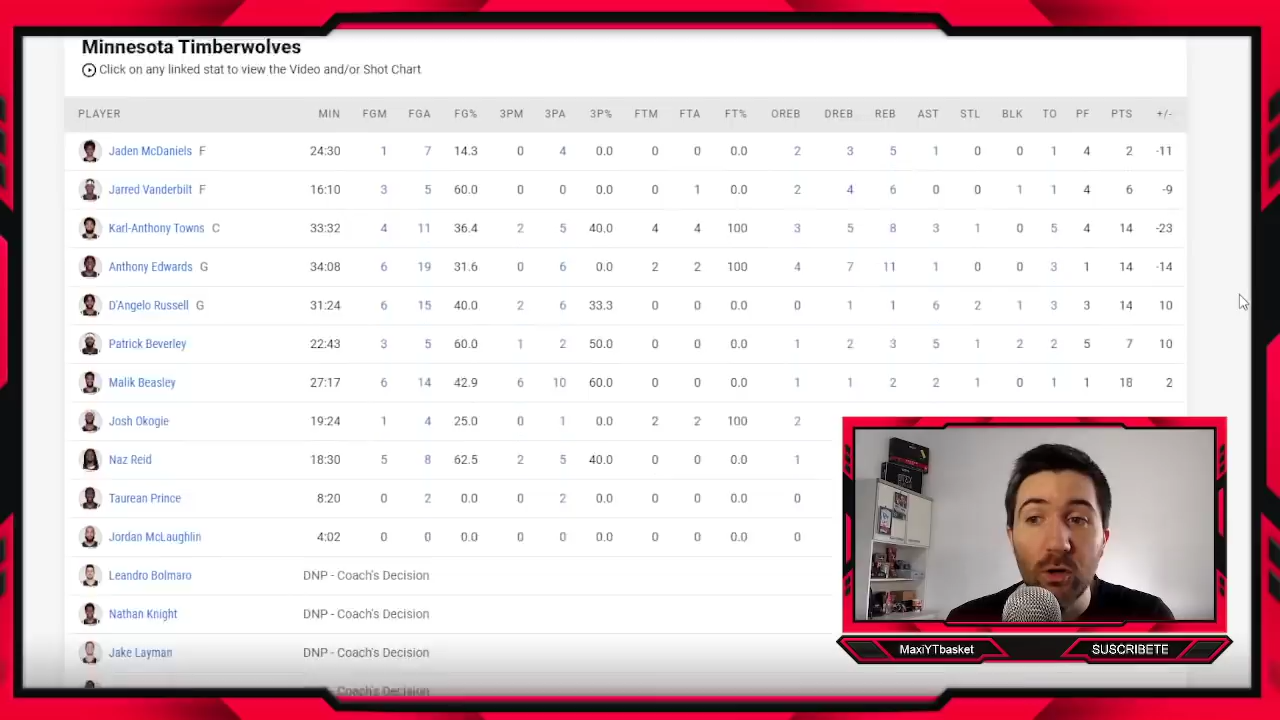 Minnesota Timberwolves
Click on any linked stat to view the Video and/or Shot Chart
PLAYER MIN FGM FGA FG% 3PM 3PA 3P% FTM FTA FT% OREB DREB REB AST STL BLK TO PF PTS +/-
Jaden McDaniels F 24:30 1 7 14.3 0 4 0.0 0 0 0.0 2 3 5 1 0 0 1 4 2 -11
Jarred Vanderbilt F 16:10 3 5 60.0 0 0 0.0 0 1 0.0 2 4 6 0 0 1 1 4 6 -9
Karl-Anthony Towns C 33:32 4 11 36.4 2 5 40.0 4 4 100 3 5 8 3 1 0 5 4 14 -23
Anthony Edwards G 34:08 6 19 31.6 0 6 0.0 2 2 100 4 7 11 1 0 0 3 1 14 -14
D'Angelo Russell G 31:24 6 15 40.0 2 6 33.3 0 0 0.0 0 1 1 6 2 1 3 3 14 10
Patrick Beverley 22:43 3 5 60.0 1 2 50.0 0 0 0.0 1 2 3 5 1 2 2 5 7 10
Malik Beasley 27:17 6 14 42.9 6 10 60.0 0 0 0.0 1 1 2 2 1 0 1 1 18 2
Josh Okogie 19:24 1 4 25.0 0 1 0.0 2 2 100 2
Naz Reid 18:30 5 8 62.5 2 5 40.0 0 0 0.0 1
Taurean Prince 8:20 0 2 0.0 0 2 0.0 0 0 0.0 0
Jordan McLaughlin 4:02 0 0 0.0 0 0 0.0 0 0 0.0 0
Leandro Bolmaro DNP - Coach's Decision
Nathan Knight DNP - Coach's Decision
Jake Layman DNP - Coach's Decision
- Coach's Decision
MaxiYTbasket
SUSCRIBETE